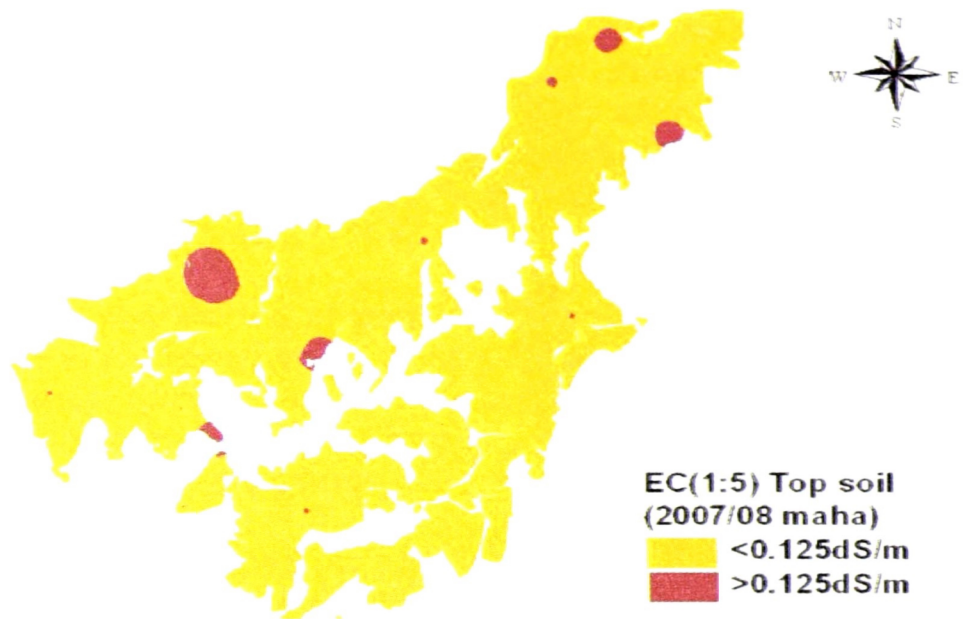 N
W E
S
EC(1:5) Top soil
(2007/08 maha)
<0.125dS/m
>0.125dS/m